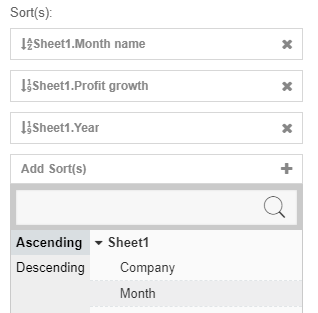 Sort(s):
Sheet1.Month name
Sheet1.Profit growth
Sheet1.Year
Add Sort(s)
Ascending Sheet1
Descending Company
Month